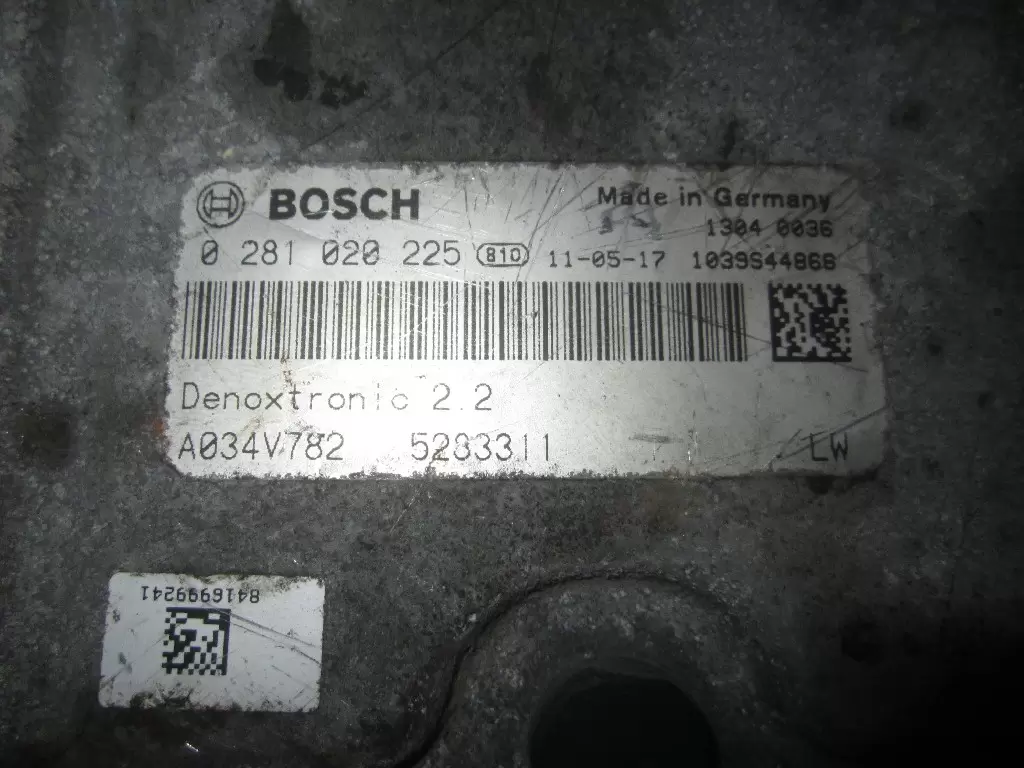 BOSCH Made in Germany
1304 0036
0 281 020 225 810 11-05-17 1039S44868
Denoxtronic 2.2
A034V782 5283311 LW
8416999241